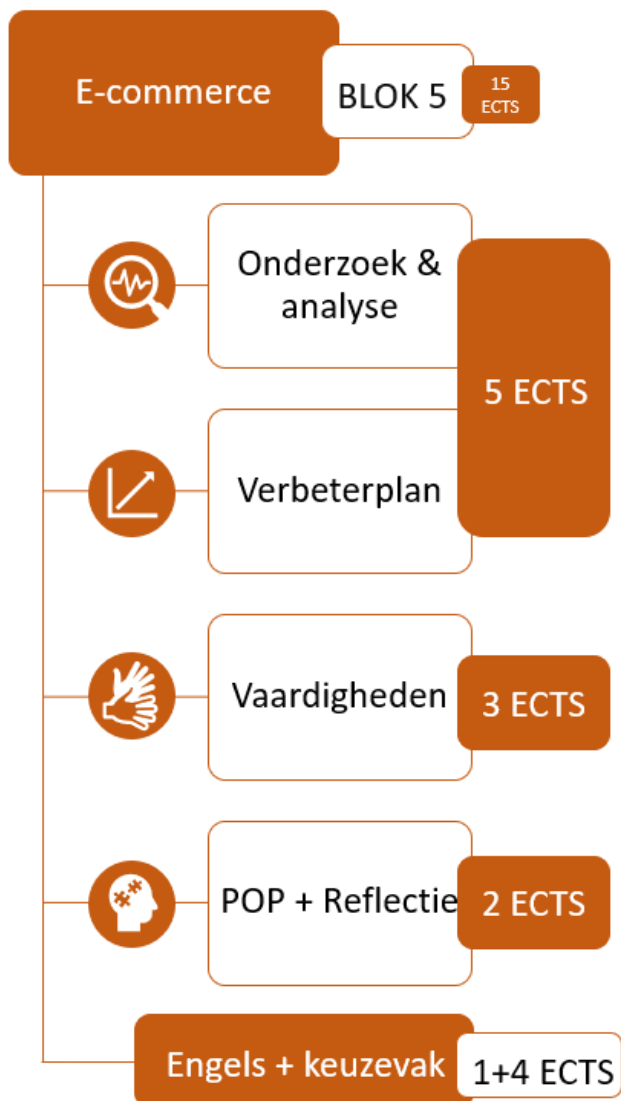 E-commerce
BLOK 5
15
ECTS
Onderzoek &
analyse
5 ECTS
Verbeterplan
Vaardigheden
3 ECTS
POP + Reflectie
2 ECTS
Engels + keuzevak
1+4 ECTS